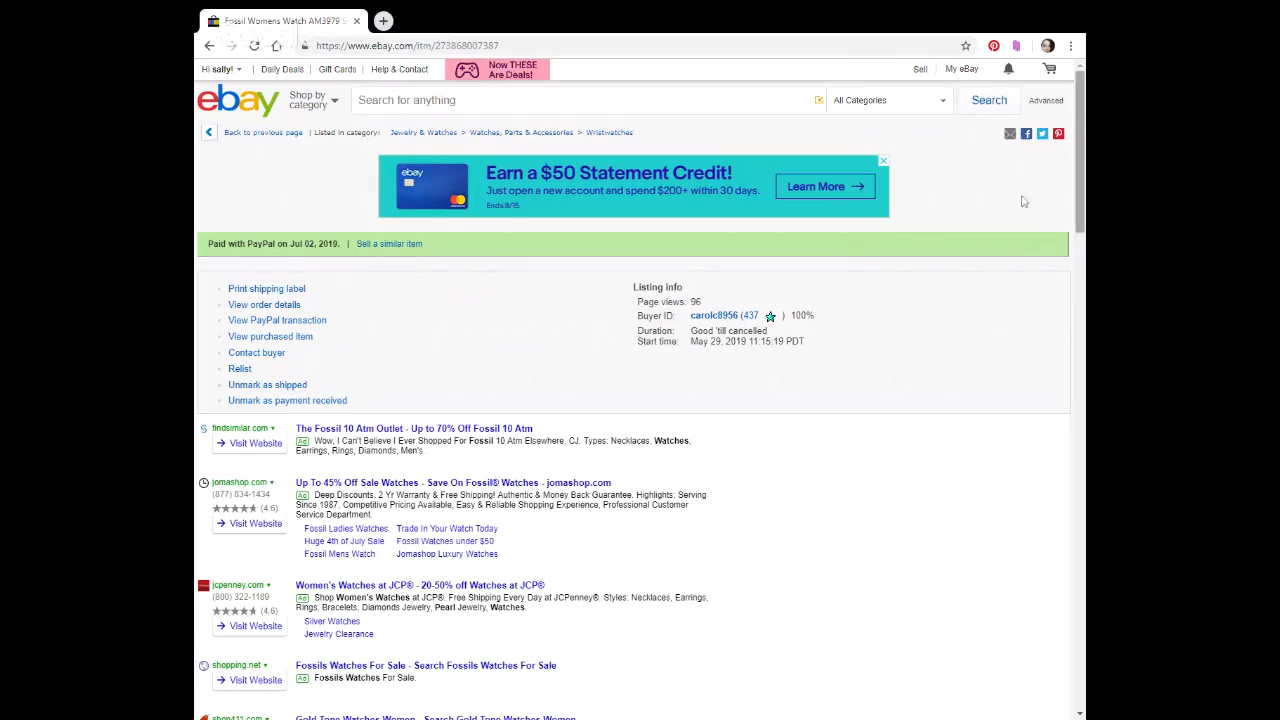 Fossil Womens Watch AM3979 S
https://www.ebay.com/itm/273868007387
Hi sally! | Daily Deals | Gift Cards | Help & Contact
Now THESE
Are Deals!
Sell My eBay
ebay
Shop by
category
Search for anything
All Categories
Search
Advanced
Back to previous page | Listed in category: Jewelry & Watches > Watches, Parts & Accessories > Wristwatches
ebay
Earn a $50 Statement Credit!
Just open a new account and spend $200+ within 30 days.
Ends 8/15.
Learn More →
Paid with PayPal on Jul 02, 2019. | Sell a similar item
Print shipping label
View order details
View PayPal transaction
View purchased item
Contact buyer
Relist
Unmark as shipped
Unmark as payment received
Listing info
Page views: 96
Buyer ID: carolc8956 (437 ) 100%
Duration: Good 'till cancelled
Start time: May 29, 2019 11:15:19 PDT
findsimilar.com
→ Visit Website
The Fossil 10 Atm Outlet - Up to 70% Off Fossil 10 Atm
Ad Wow, I Can't Believe I Ever Shopped For Fossil 10 Atm Elsewhere, CJ. Types: Necklaces, Watches,
Earrings, Rings, Diamonds, Men's.
jomashop.com
(877) 834-1434
(4.6)
→ Visit Website
Up To 45% Off Sale Watches - Save On Fossil® Watches - jomashop.com
Ad Deep Discounts, 2 Yr Warranty & Free Shipping! Authentic & Money Back Guarantee. Highlights: Serving
Since 1987, Competitive Pricing Available, Easy & Reliable Shopping Experience, Professional Customer
Service Department.
Fossil Ladies Watches Trade In Your Watch Today
Huge 4th of July Sale Fossil Watches under $50
Fossil Mens Watch Jomashop Luxury Watches
jcpenney.com
(800) 322-1189
(4.6)
→ Visit Website
Women's Watches at JCP® - 20-50% off Watches at JCP®
Ad Shop Women's Watches at JCP®. Free Shipping Every Day at JCPenney®. Styles: Necklaces, Earrings,
Rings, Bracelets, Diamonds Jewelry, Pearl Jewelry, Watches.
Silver Watches
Jewelry Clearance
shopping.net
→ Visit Website
Fossils Watches For Sale - Search Fossils Watches For Sale
Ad Fossils Watches For Sale.
shop411.com
Gold Tone Watches Women - Search Gold Tone Watches Women